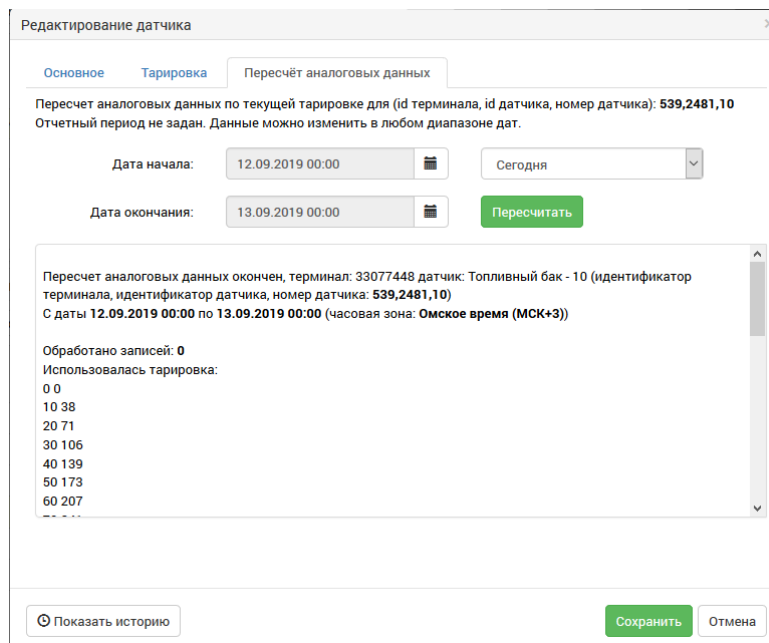 Редактирование датчика
Основное Тарировка Пересчёт аналоговых данных
Пересчет аналоговых данных по текущей тарировке для (id терминала, id датчика, номер датчика): 539,2481,10
Отчетный период не задан. Данные можно изменить в любом диапазоне дат.
Дата начала: 12.09.2019 00:00 Сегодня
Дата окончания: 13.09.2019 00:00 Пересчитать
Пересчет аналоговых данных окончен, терминал: 33077448 датчик: Топливный бак - 10 (идентификатор
терминала, идентификатор датчика, номер датчика: 539,2481,10)
С даты 12.09.2019 00:00 по 13.09.2019 00:00 (часовая зона: Омское время (МСК+3))
Обработано записей: 0
Использовалась тарировка:
0 0
10 38
20 71
30 106
40 139
50 173
60 207
Показать историю Сохранить Отмена